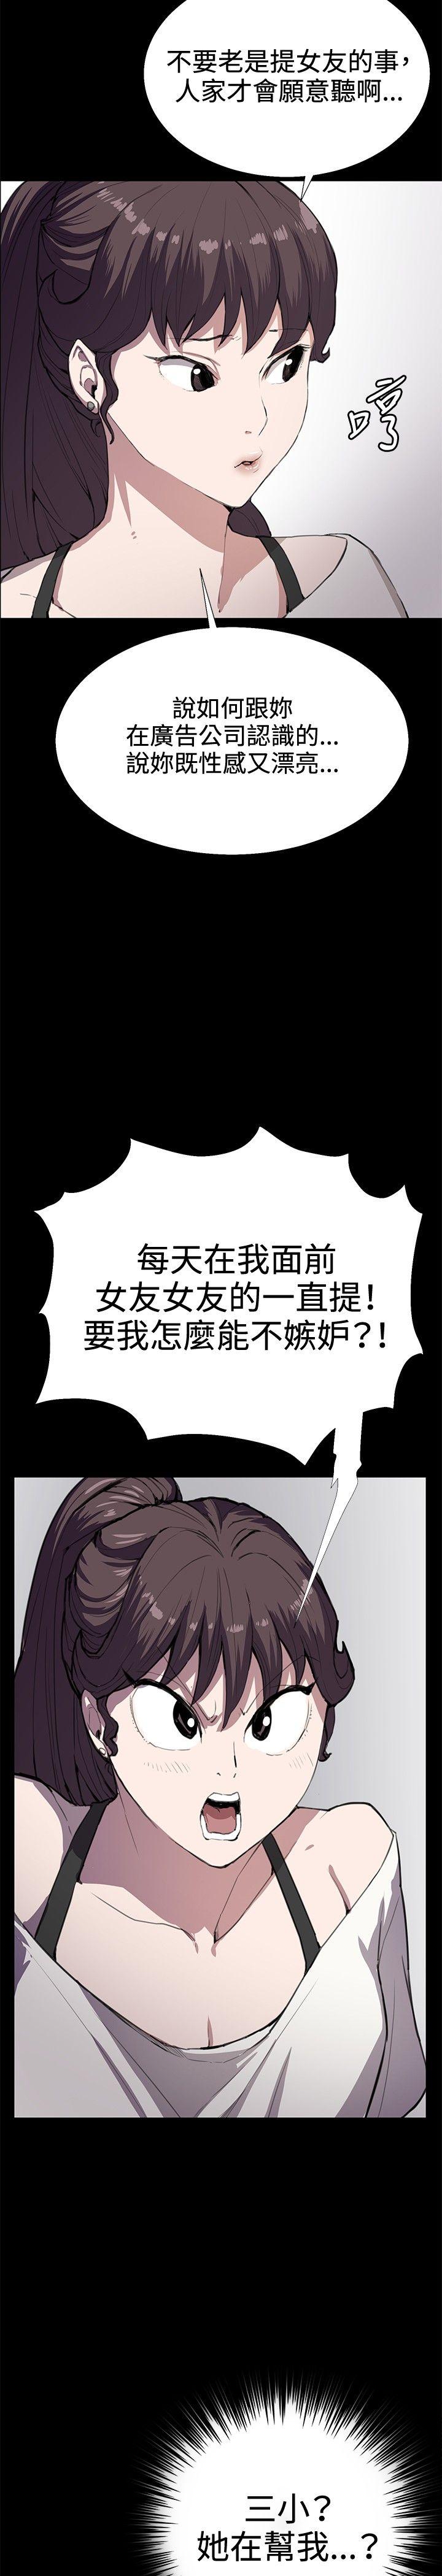 不要老是提女友的事,
人家才會願意聽啊...
哼
說如何跟妳
在廣告公司認識的...
說妳既性感又漂亮...
每天在我面前
女友女友的一直提!
要我怎麼能不嫉妒?!
三小?
她在幫我...?